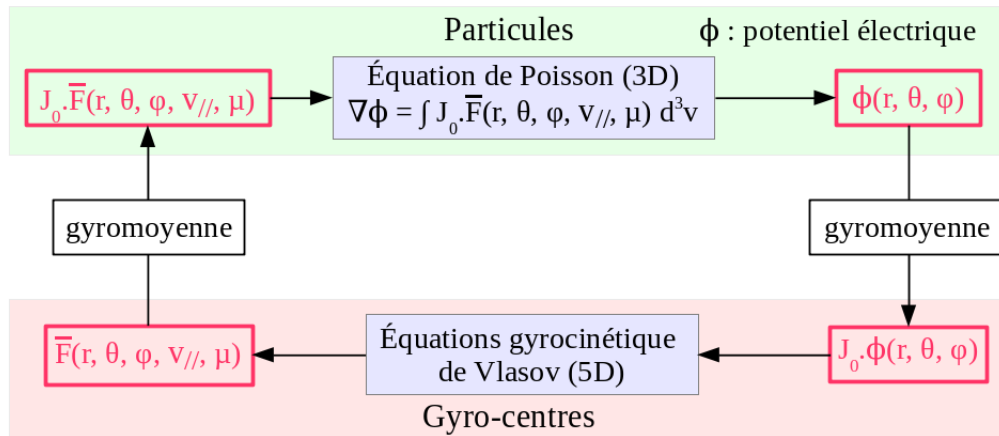 Particules
ϕ : potentiel électrique
J₀.F̅(r, θ, φ, v//, µ)
Équation de Poisson (3D)
∇ϕ = ∫ J₀.F̅(r, θ, φ, v//, µ) d³v
ϕ(r, θ, φ)
gyromoyenne
gyromoyenne
F̅(r, θ, φ, v//, µ)
Équations gyrocinétique
de Vlasov (5D)
J₀.ϕ(r, θ, φ)
Gyro-centres